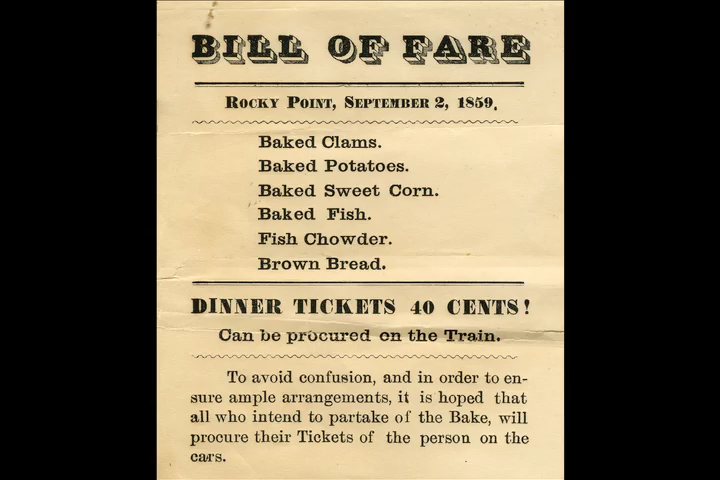 BILL OF FARE
ROCKY POINT, SEPTEMBER 2, 1859.
Baked Clams.
Baked Potatoes.
Baked Sweet Corn.
Baked Fish.
Fish Chowder.
Brown Bread.
DINNER TICKETS 40 CENTS!
Can be procured on the Train.
To avoid confusion, and in order to en-
sure ample arrangements, it is hoped that
all who intend to partake of the Bake, will
procure their Tickets of the person on the
cars.